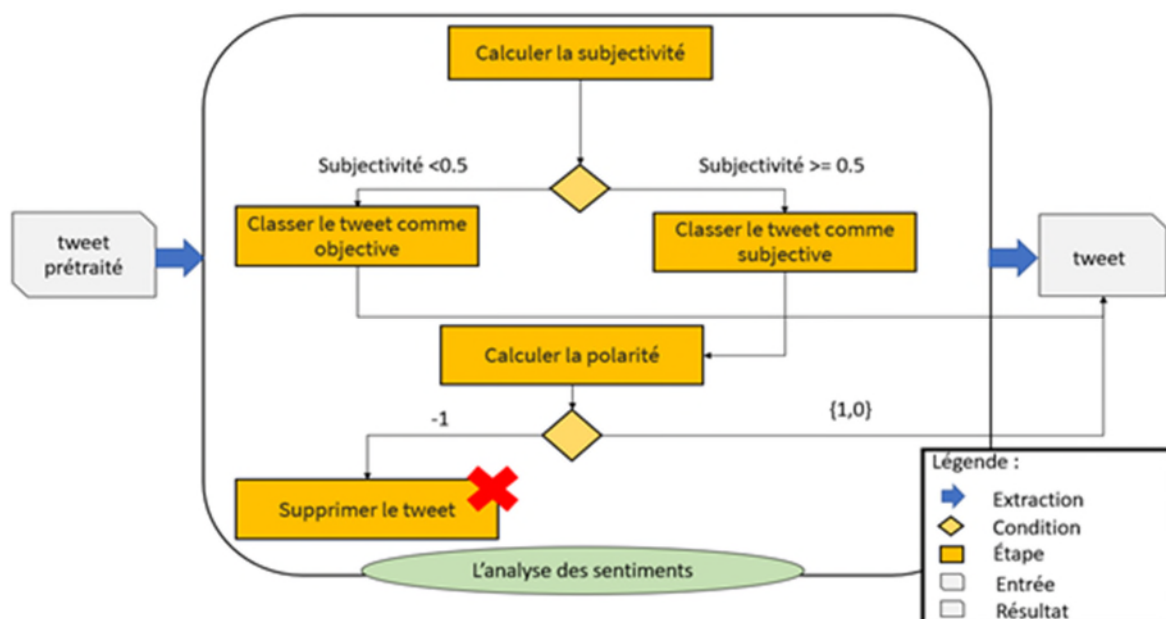 Calculer la subjectivité
Subjectivité <0.5
Subjectivité >= 0.5
Classer le tweet comme
objective
Classer le tweet comme
subjective
tweet
prétraité
tweet
Calculer la polarité
-1
{1,0}
Supprimer le tweet
L'analyse des sentiments
Légende :
Extraction
Condition
Étape
Entrée
Résultat